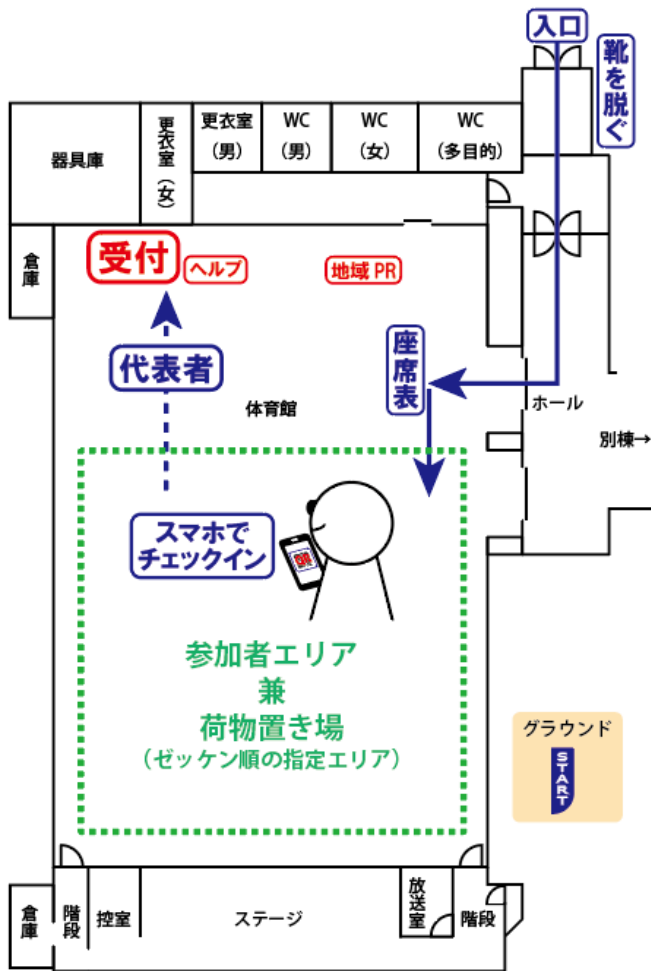 入口
靴を脱ぐ
器具庫
更衣室（女）
更衣室
（男）
WC
（男）
WC
（女）
WC
（多目的）
倉庫
受付
ヘルプ
地域 PR
代表者
座席表
体育館
ホール
別棟→
スマホで
チェックイン
参加者エリア
兼
荷物置き場
（ゼッケン順の指定エリア）
グラウンド
START
倉庫
階段
控室
ステージ
放送室
階段